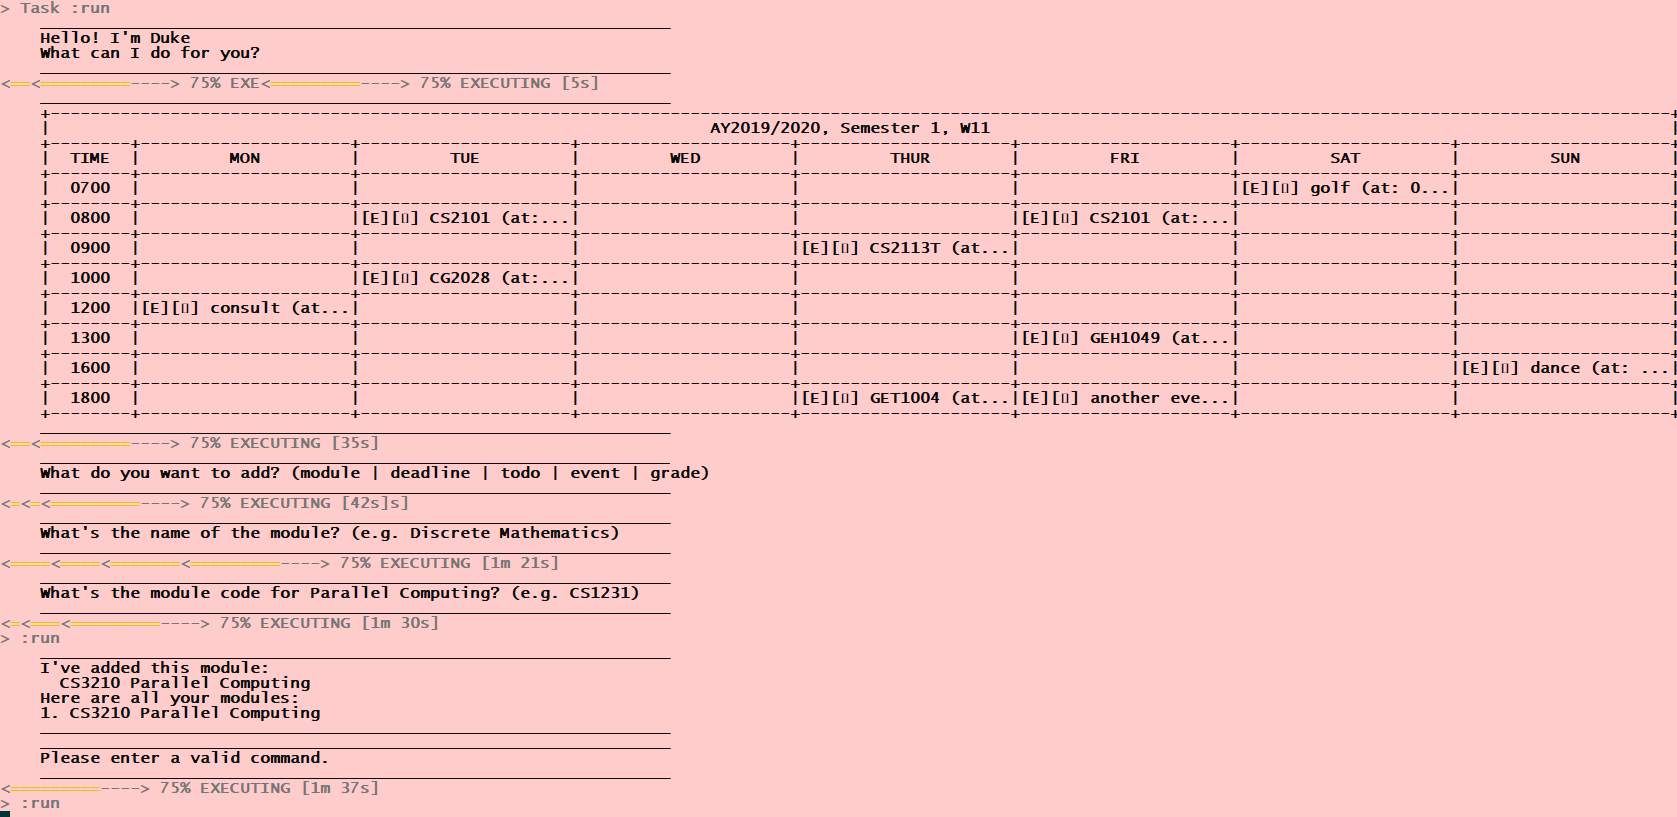 > Task :run
Hello! I'm Duke
What can I do for you?
<==<=========----> 75% EXE<=========----> 75% EXECUTING [5s]
AY2019/2020, Semester 1, W11
| TIME | MON | TUE | WED | THUR | FRI | SAT | SUN |
| 0700 | | | | | |[E][▯] golf (at: 0...| |
| 0800 | |[E][▯] CS2101 (at:...| | |[E][▯] CS2101 (at:...| | |
| 0900 | | | |[E][▯] CS2113T (at...| | | |
| 1000 | |[E][▯] CG2028 (at:...| | | | | |
| 1200 |[E][▯] consult (at...| | | | | | |
| 1300 | | | | |[E][▯] GEH1049 (at...| | |
| 1600 | | | | | | |[E][▯] dance (at: ...|
| 1800 | | | |[E][▯] GET1004 (at...|[E][▯] another eve...| | |
<==<=========----> 75% EXECUTING [35s]
What do you want to add? (module | deadline | todo | event | grade)
<=<=<=========----> 75% EXECUTING [42s]s]
What's the name of the module? (e.g. Discrete Mathematics)
<====<====<=======<=========----> 75% EXECUTING [1m 21s]
What's the module code for Parallel Computing? (e.g. CS1231)
<=<===<=========----> 75% EXECUTING [1m 30s]
> :run
I've added this module:
CS3210 Parallel Computing
Here are all your modules:
1. CS3210 Parallel Computing
Please enter a valid command.
<=========----> 75% EXECUTING [1m 37s]
> :run